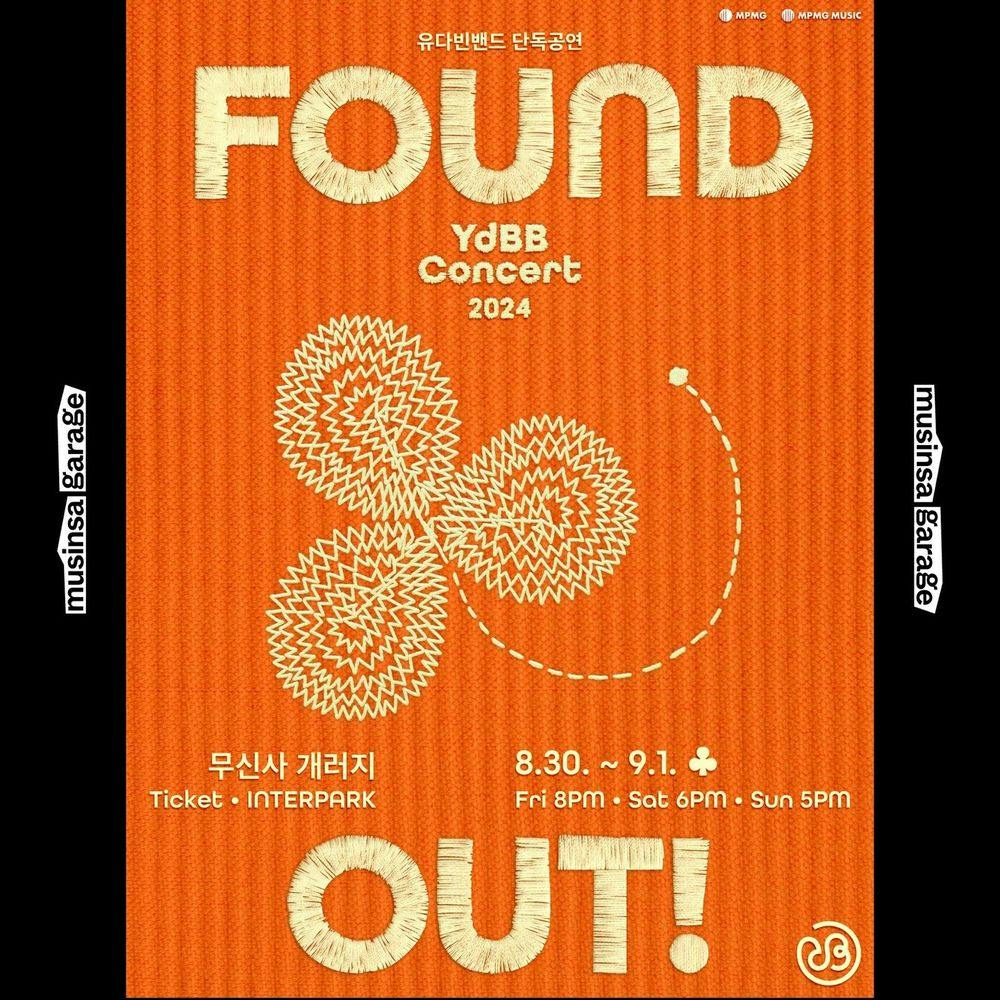 MPMG MPMG MUSIC
유다빈밴드 단독공연
FOUND
YdBB
Concert
2024
musinsa garage
musinsa garage
무신사 개러지
Ticket • INTERPARK
8.30. ~ 9.1. ♣
Fri 8PM • Sat 6PM • Sun 5PM
OUT!